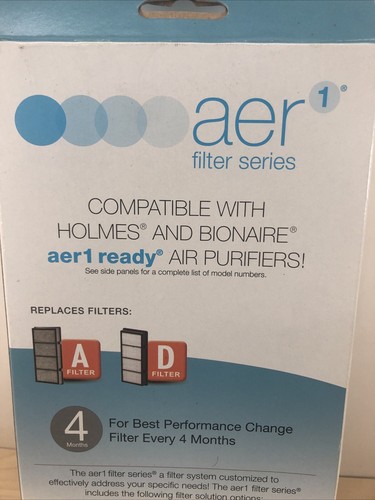 aer 1®
filter series
COMPATIBLE WITH
HOLMES® AND BIONAIRE®
aer1 ready® AIR PURIFIERS!
See side panels for a complete list of model numbers.
REPLACES FILTERS:
A
FILTER
D
FILTER
4
Months
For Best Performance Change
Filter Every 4 Months
The aer1 filter series® a filter system customized to
effectively address your specific needs! The aer1 filter series®
includes the following filter solution options: